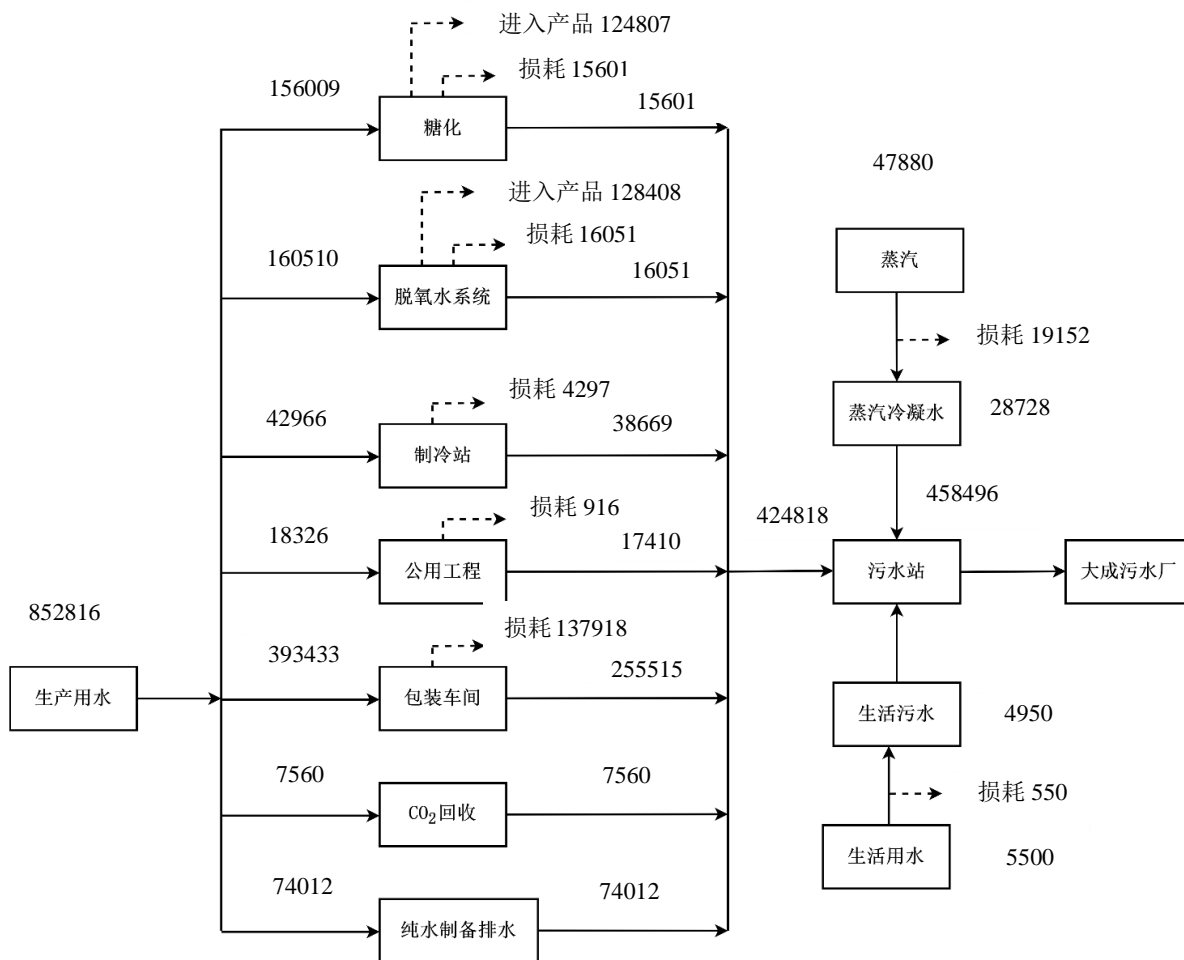 进入产品 124807
损耗 15601
156009
15601
糖化
47880
进入产品 128408
损耗 16051
160510
16051
蒸汽
脱氧水系统
损耗 19152
损耗 4297
42966
38669
蒸汽冷凝水
28728
制冷站
458496
损耗 916
424818
18326
17410
公用工程
污水站
大成污水厂
852816
损耗 137918
393433
255515
生产用水
包装车间
生活污水
4950
7560
7560
损耗 550
CO₂回收
生活用水
5500
74012
74012
纯水制备排水